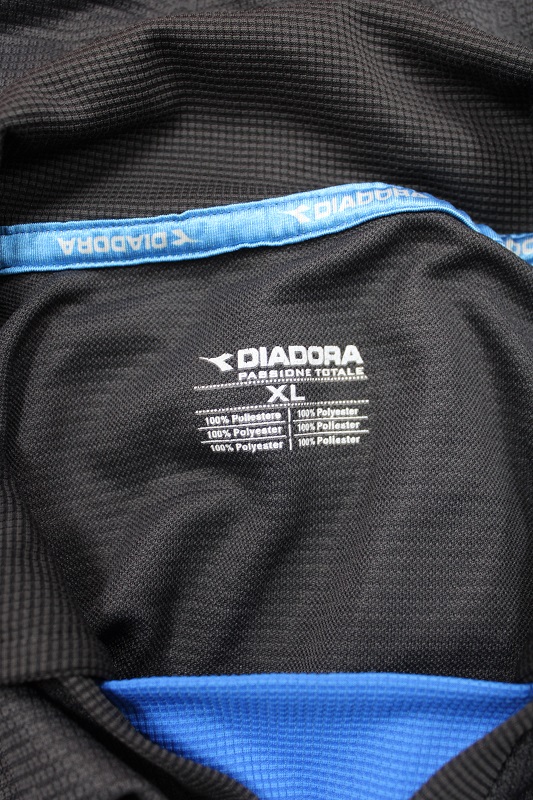 DIADORA
DIADORA
DIADORA
PASSIONE TOTALE
XL
100% Poliestere 100% Polyester
100% Polyester 100% Poliester
100% Polyester 100% Poliester